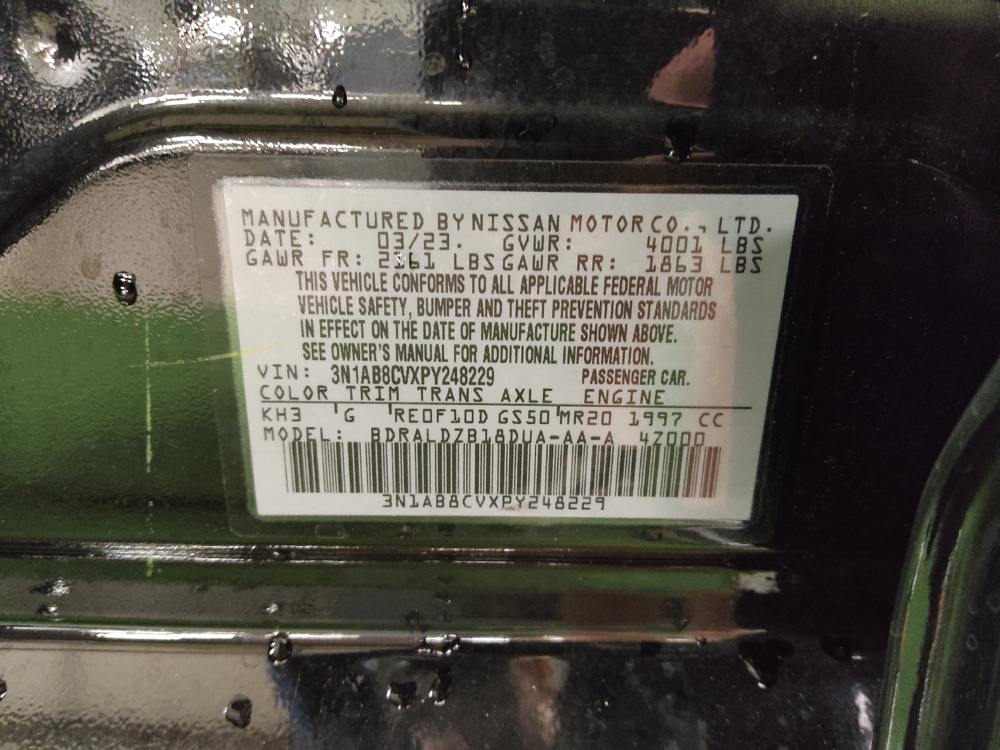 MANUFACTURED BY NISSAN MOTOR CO., LTD.
DATE: 03/23. GVWR: 4001 LBS
GAWR FR: 2161 LBS GAWR RR: 1863 LBS
THIS VEHICLE CONFORMS TO ALL APPLICABLE FEDERAL MOTOR
VEHICLE SAFETY, BUMPER AND THEFT PREVENTION STANDARDS
IN EFFECT ON THE DATE OF MANUFACTURE SHOWN ABOVE.
SEE OWNER'S MANUAL FOR ADDITIONAL INFORMATION.
VIN: 3N1AB8CVXPY248229 PASSENGER CAR.
COLOR TRIM TRANS AXLE ENGINE
KH3 'G 'RE0F10D GS50'MR20 1997 CC
MODEL: BDRALDZB18DUA-AA-A 4Z000
3N1AB8CVXPY248229